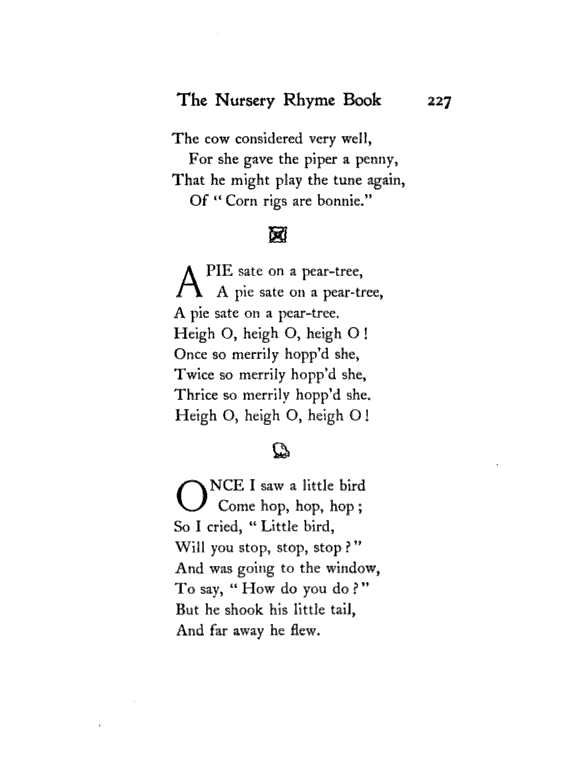 The Nursery Rhyme Book 227
The cow considered very well,
For she gave the piper a penny,
That he might play the tune again,
Of “ Corn rigs are bonnie.”
A PIE sate on a pear-tree,
A pie sate on a pear-tree,
A pie sate on a pear-tree.
Heigh O, heigh O, heigh O !
Once so merrily hopp’d she,
Twice so merrily hopp’d she,
Thrice so merrily hopp’d she.
Heigh O, heigh O, heigh O !
ONCE I saw a little bird
Come hop, hop, hop ;
So I cried, “ Little bird,
Will you stop, stop, stop ? ”
And was going to the window,
To say, “ How do you do ? ”
But he shook his little tail,
And far away he flew.